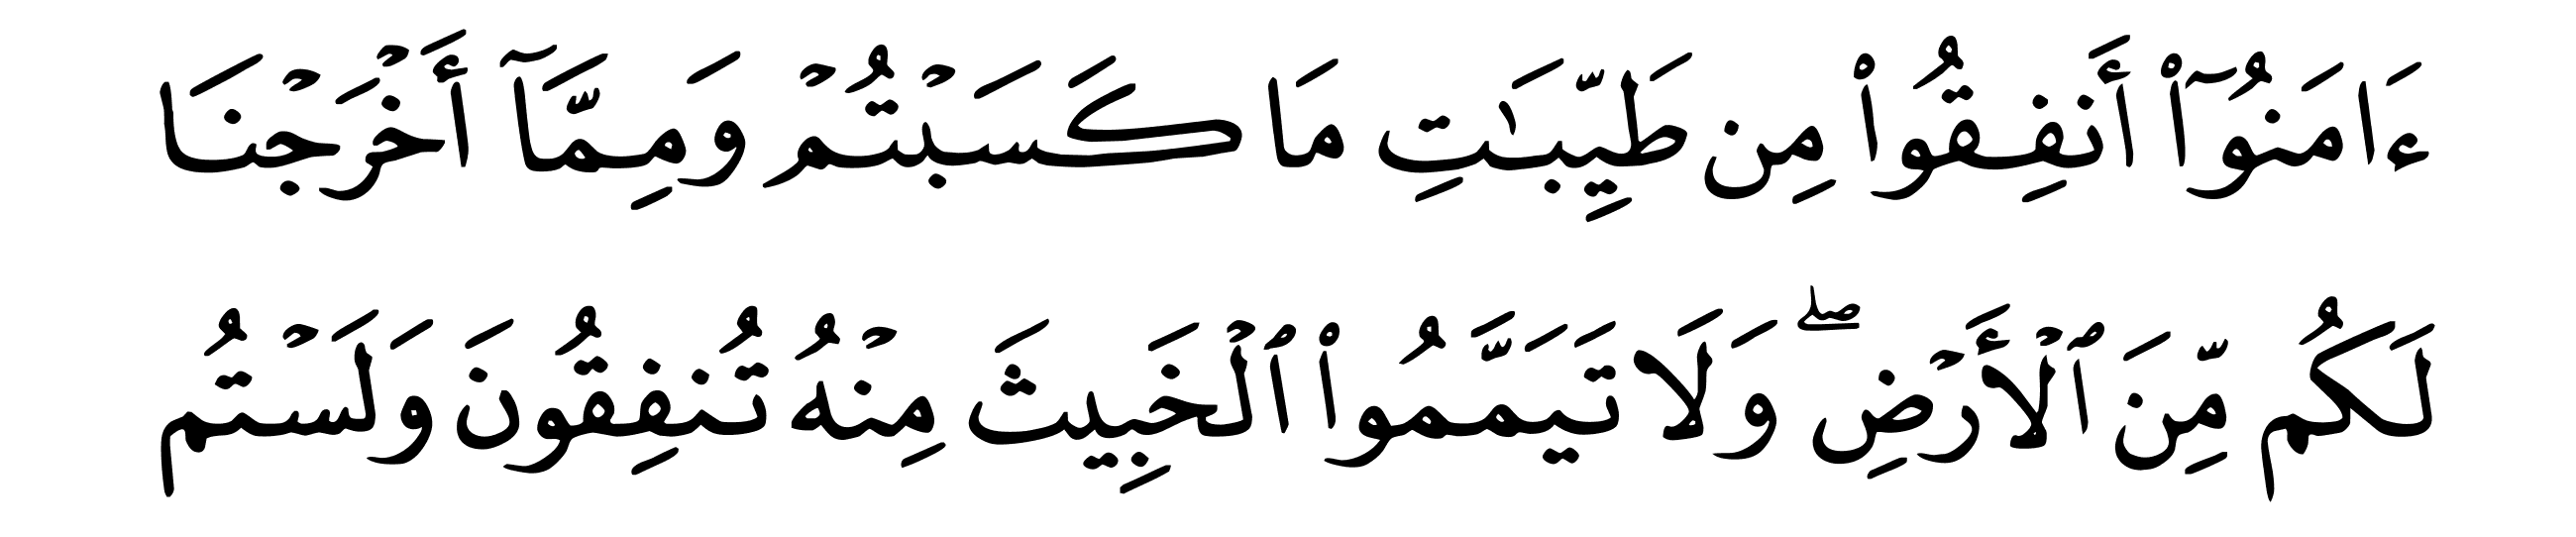 ءَامَنُوٓا۟ أَنفِقُوا۟ مِن طَيِّبَـٰتِ مَا كَسَبْتُمْ وَمِمَّآ أَخْرَجْنَا
لَكُم مِّنَ ٱلْأَرْضِ ۖ وَلَا تَيَمَّمُوا۟ ٱلْخَبِيثَ مِنْهُ تُنفِقُونَ وَلَسْتُم